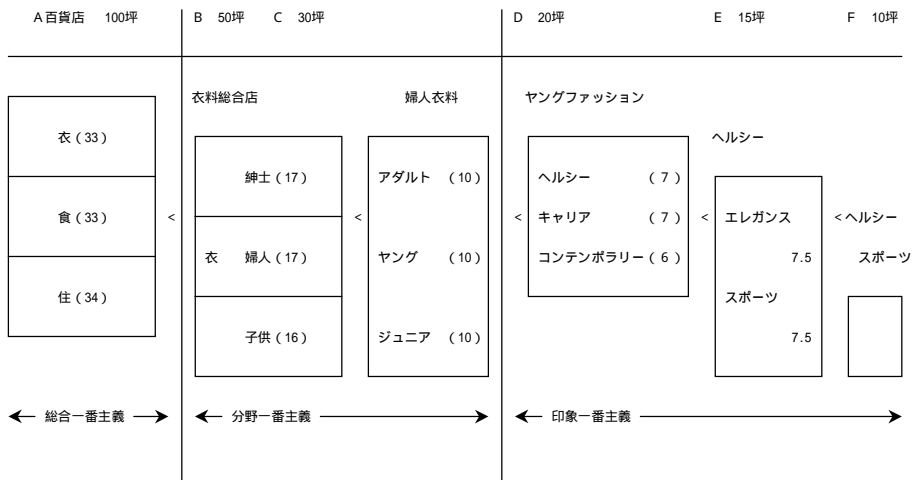 A 百貨店 100坪
B 50坪 C 30坪
D 20坪 E 15坪 F 10坪
衣料総合店 婦人衣料
ヤングファッション
ヘルシー
衣(33)
食(33)
住(34)
<
紳士(17)
衣 婦人(17)
子供(16)
<
アダルト (10)
ヤング (10)
ジュニア (10)
<
ヘルシー (7)
キャリア (7)
コンテンポラリー(6)
<
エレガンス
7.5
スポーツ
7.5
<ヘルシー
スポーツ
総合一番主義
分野一番主義
印象一番主義